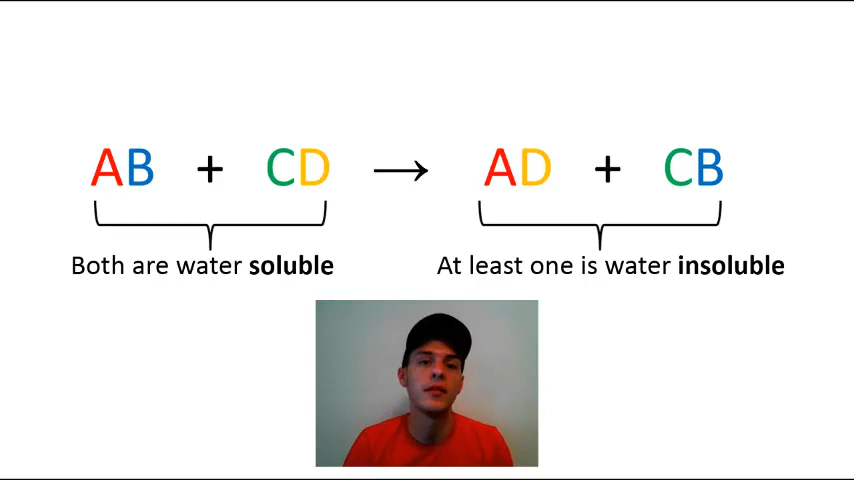 AB + CD → AD + CB
Both are water soluble
At least one is water insoluble